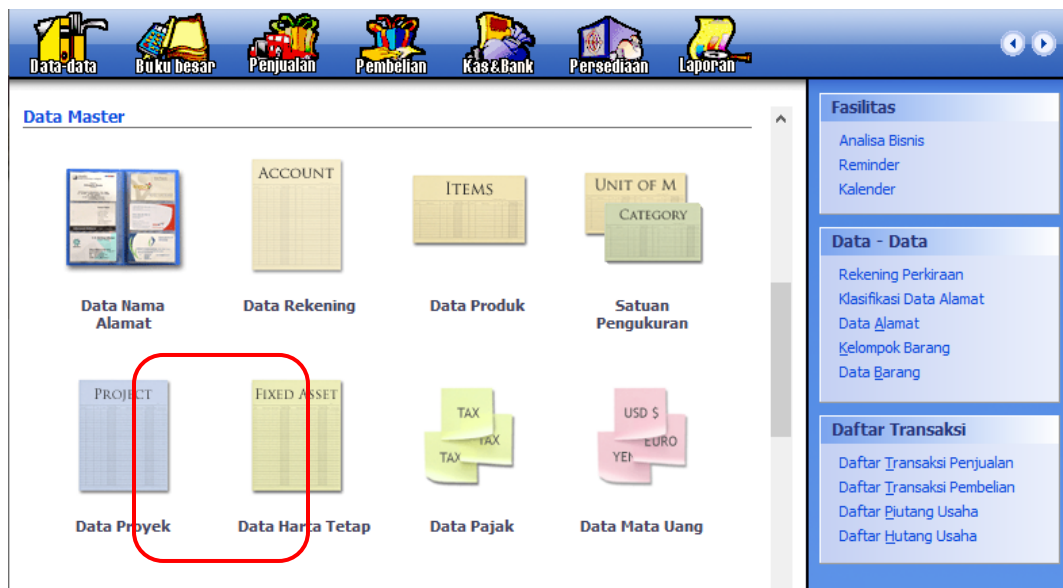 Data-data
Buku besar
Penjualan
Pembelian
Kas&Bank
Persediaan
Laporan
Data Master
ACCOUNT
ITEMS
UNIT OF M
CATEGORY
Data Nama
Alamat
Data Rekening
Data Produk
Satuan
Pengukuran
PROJECT
FIXED ASSET
TAX
TAX
TAX
USD $
EURO
YEN
Data Proyek
Data Harta Tetap
Data Pajak
Data Mata Uang
Fasilitas
Analisa Bisnis
Reminder
Kalender
Data - Data
Rekening Perkiraan
Klasifikasi Data Alamat
Data Alamat
Kelompok Barang
Data Barang
Daftar Transaksi
Daftar Transaksi Penjualan
Daftar Transaksi Pembelian
Daftar Piutang Usaha
Daftar Hutang Usaha